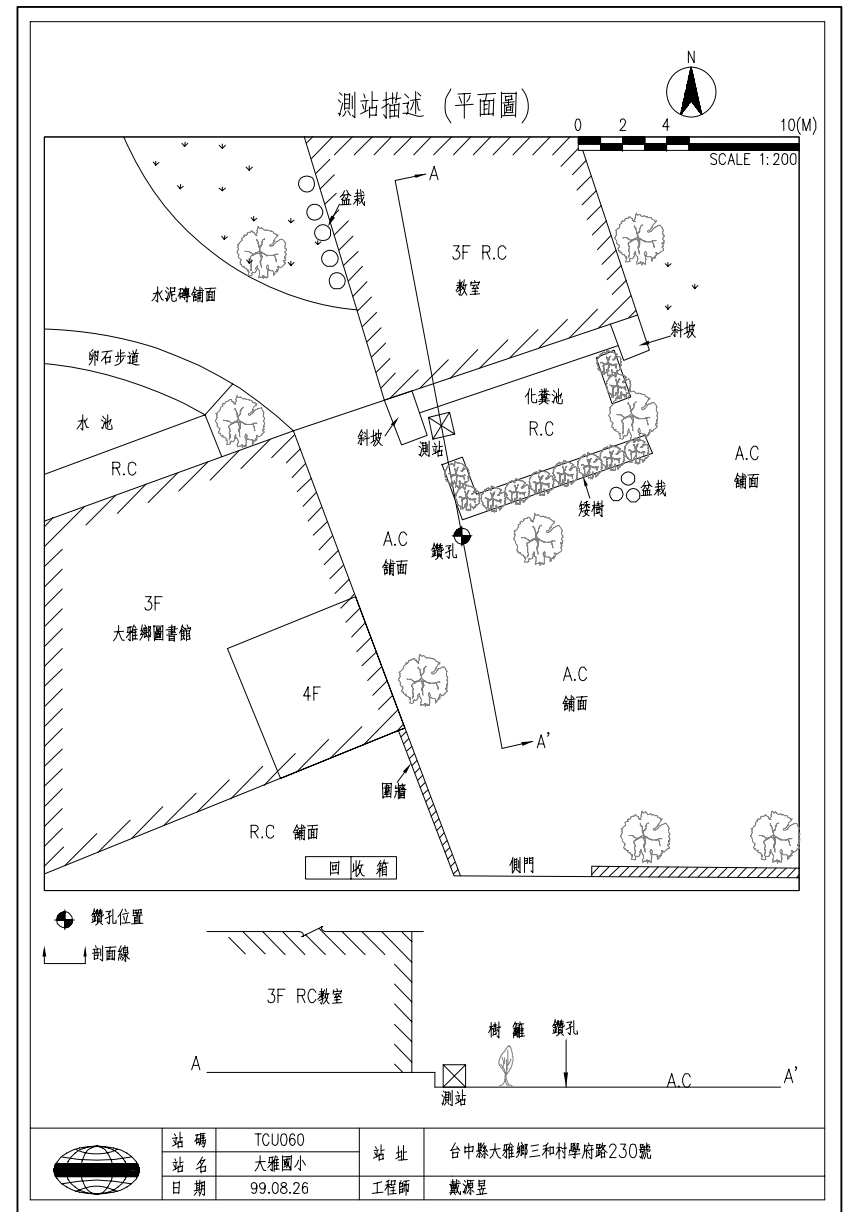 測站描述 (平面圖)
N
0 2 4 10(M)
SCALE 1:200
A
盆栽
3F R.C
教室
水泥磚舖面
斜坡
卵石步道
化糞池
R.C
水 池
斜坡
測站
R.C
A.C
舖面
盆栽
矮樹
A.C
舖面
鑽孔
3F
大雅鄉圖書館
4F
A.C
舖面
A'
圍牆
R.C 舖面
回 收 箱
側門
鑽孔位置
剖面線
3F RC教室
樹 籬
鑽孔
A
A.C
A'
測站
站 碼
TCU060
站 址
台中縣大雅鄉三和村學府路230號
站 名
大雅國小
日 期
99.08.26
工程師
戴源昱